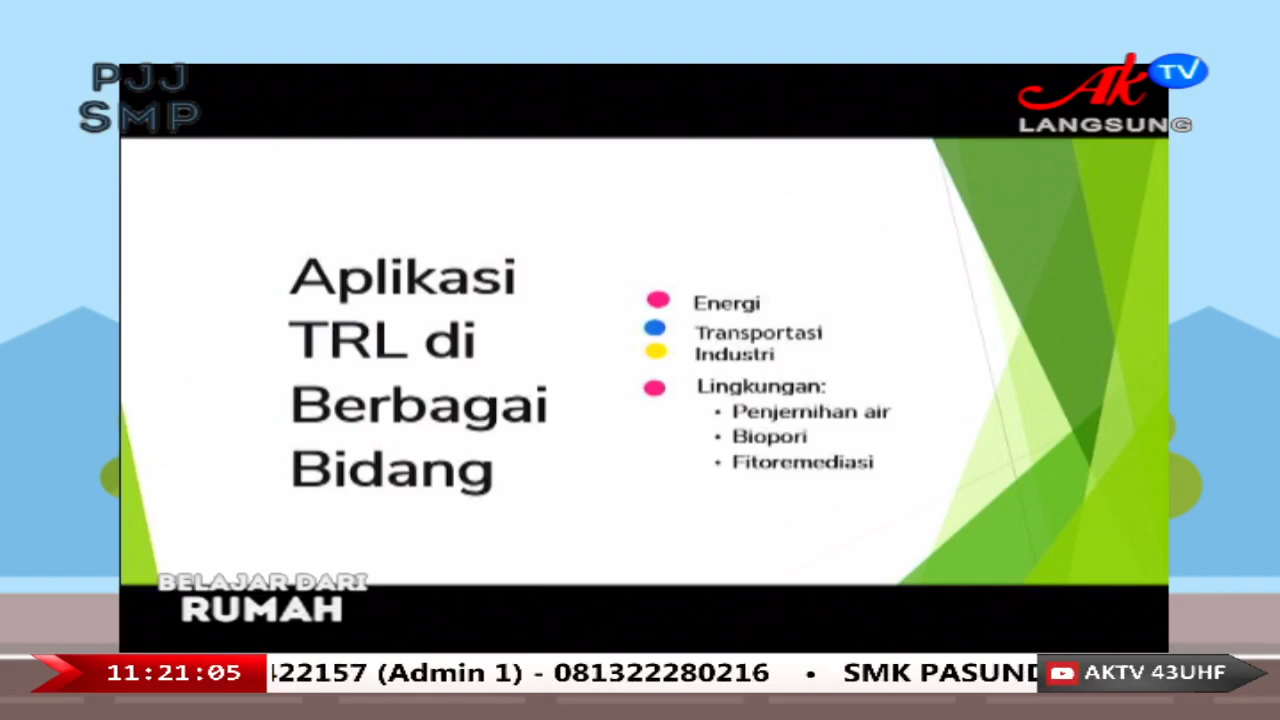 PJJ
SMP
Ak TV
LANGSUNG
Aplikasi
TRL di
Berbagai
Bidang
Energi
Transportasi
Industri
Lingkungan:
• Penjernihan air
• Biopori
• Fitoremediasi
BELAJAR DARI
RUMAH
11:21:05
22157 (Admin 1) - 081322280216 • SMK PASUND
AKTV 43UHF